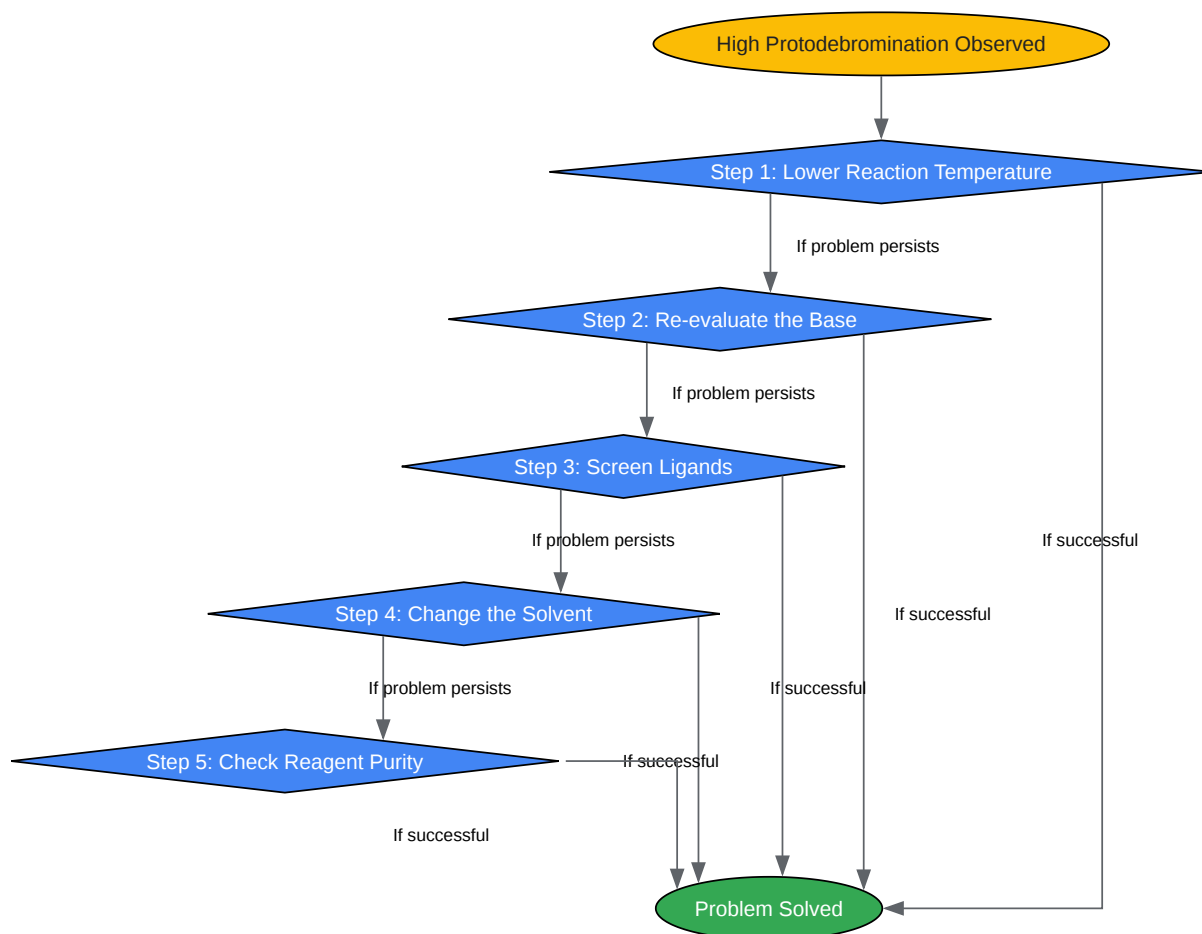 High Protodebromination Observed
Step 1: Lower Reaction Temperature
If problem persists
Step 2: Re-evaluate the Base
If problem persists
Step 3: Screen Ligands
If problem persists
If successful
Step 4: Change the Solvent
If successful
If problem persists
If successful
Step 5: Check Reagent Purity
If successful
If successful
Problem Solved